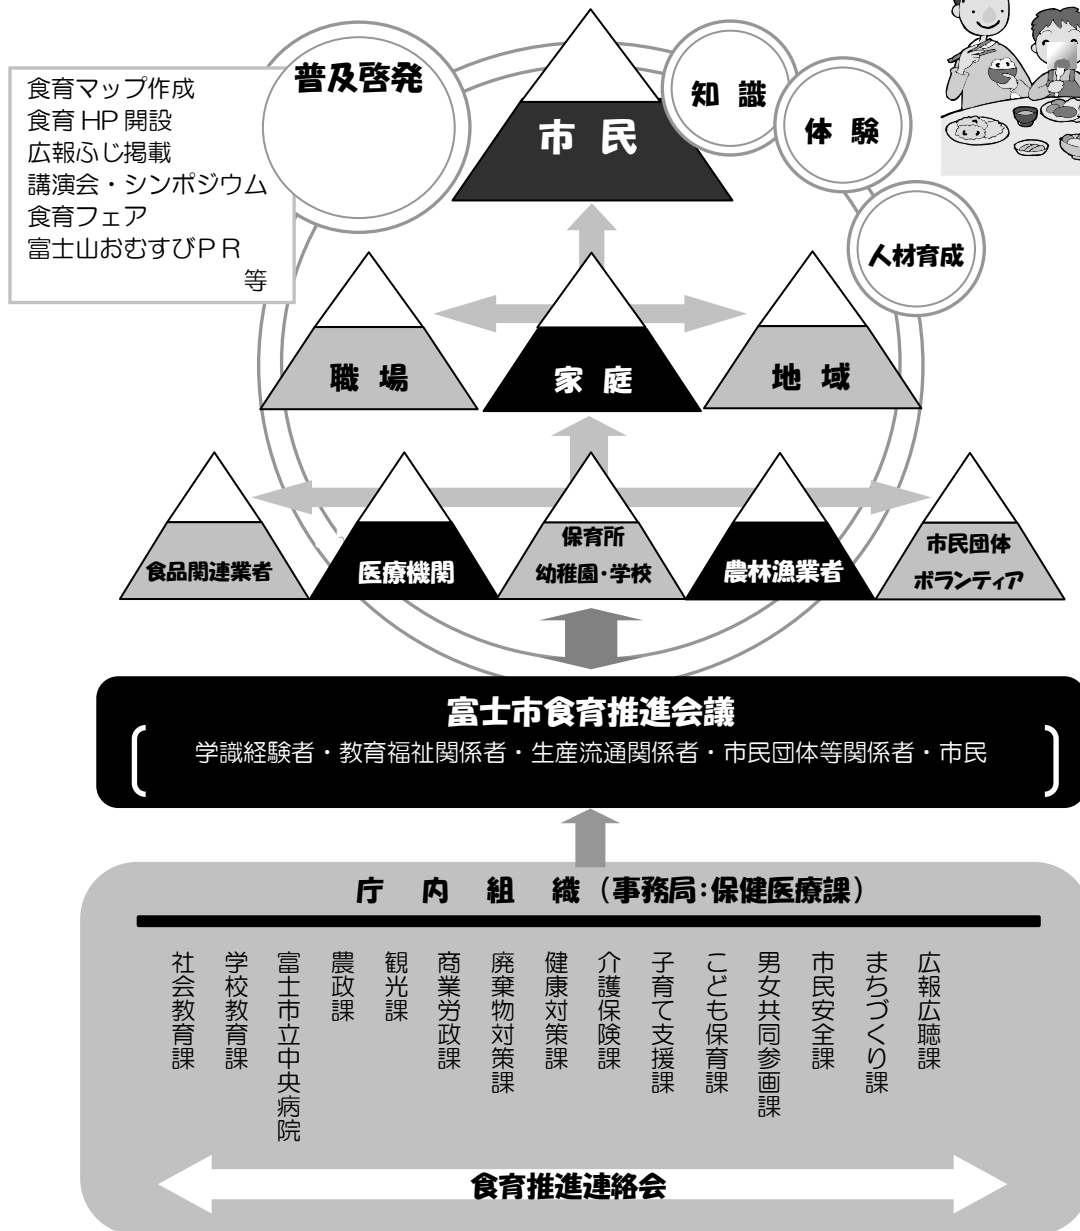 普及啓発
食育マップ作成
食育HP開設
広報ふじ掲載
講演会・シンポジウム
食育フェア
富士山おむすびPR
等
市民
知識
体験
人材育成
職場
家庭
地域
食品関連業者
医療機関
保育所
幼稚園・学校
農林漁業者
市民団体
ボランティア
富士市食育推進会議
学識経験者・教育福祉関係者・生産流通関係者・市民団体等関係者・市民
庁内組織(事務局:保健医療課)
社会教育課
学校教育課
富士市立中央病院
農政課
観光課
商業労政課
廃棄物対策課
健康対策課
介護保険課
子育て支援課
こども保育課
男女共同参画課
市民安全課
まちづくり課
広報広聴課
食育推進連絡会